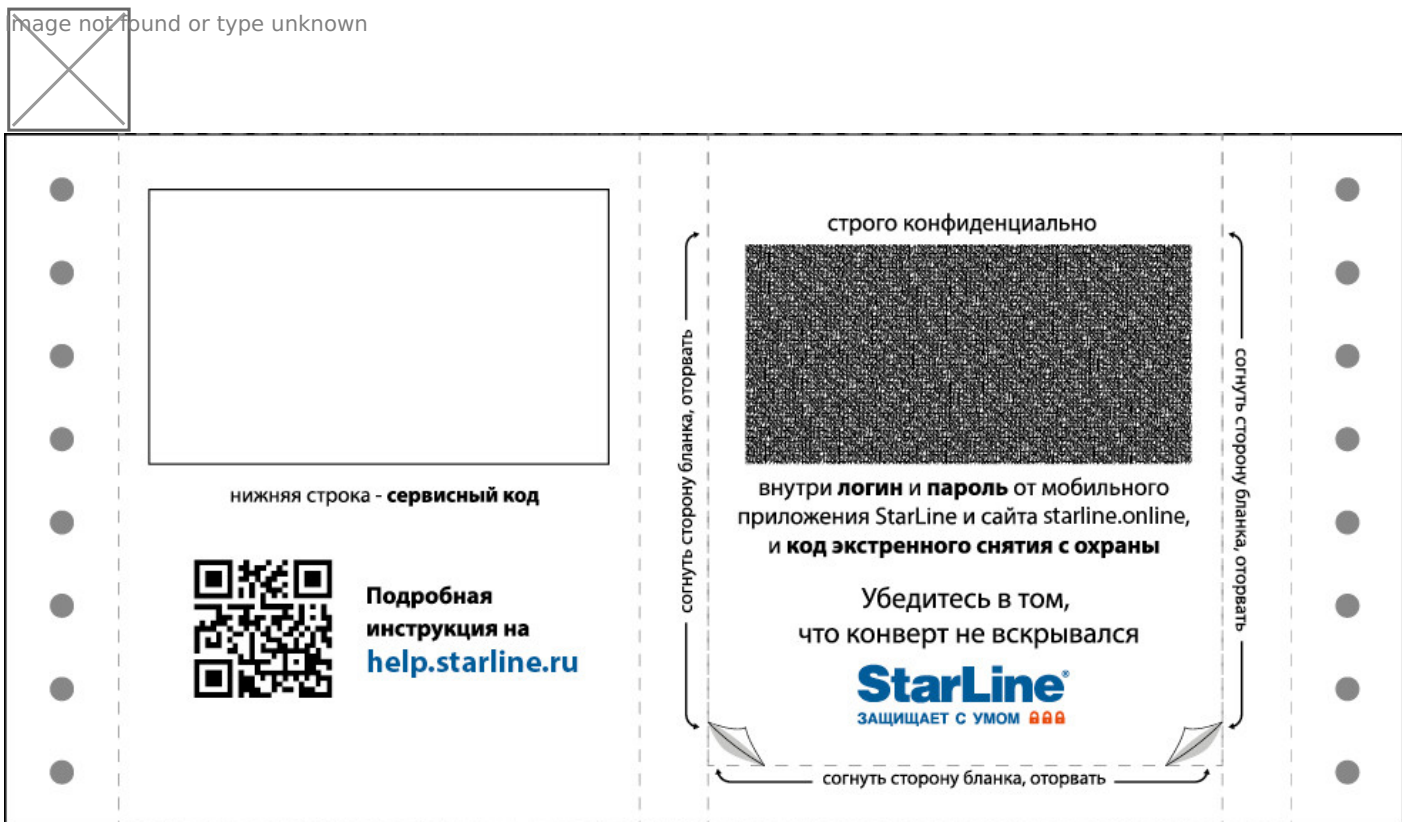 Image not found or type unknown
нижняя строка - сервисный код
Подробная
инструкция на
help.starline.ru
согнуть сторону бланка, оторвать
строго конфиденциально
внутри логин и пароль от мобильного
приложения StarLine и сайта starline.online,
и код экстренного снятия с охраны
Убедитесь в том,
что конверт не вскрывался
StarLine®
ЗАЩИЩАЕТ С УМОМ
согнуть сторону бланка, оторвать
согнуть сторону бланка, оторвать